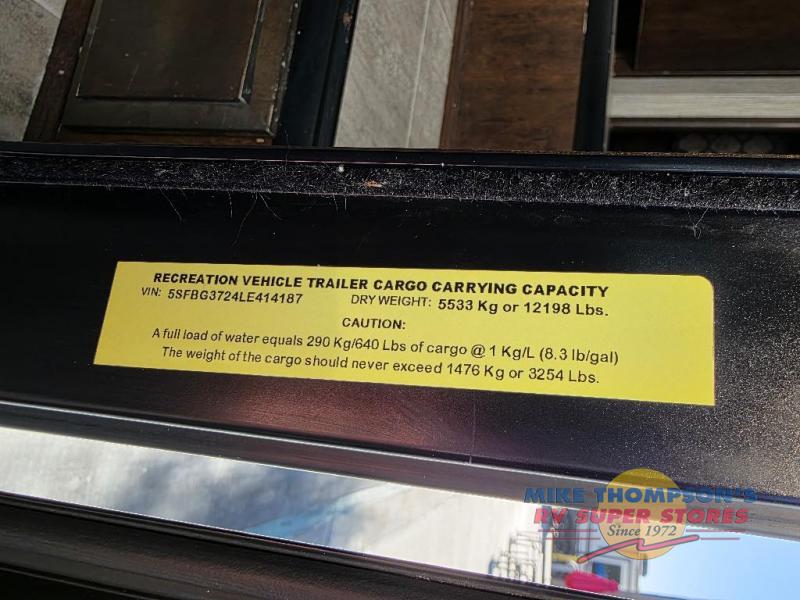 RECREATION VEHICLE TRAILER CARGO CARRYING CAPACITY
VIN: 5SFBG3724LE414187 DRY WEIGHT: 5533 Kg or 12198 Lbs.
CAUTION:
A full load of water equals 290 Kg/640 Lbs of cargo @ 1 Kg/L (8.3 lb/gal)
The weight of the cargo should never exceed 1476 Kg or 3254 Lbs.
MIKE THOMPSON'S
RV SUPER STORES
Since 1972